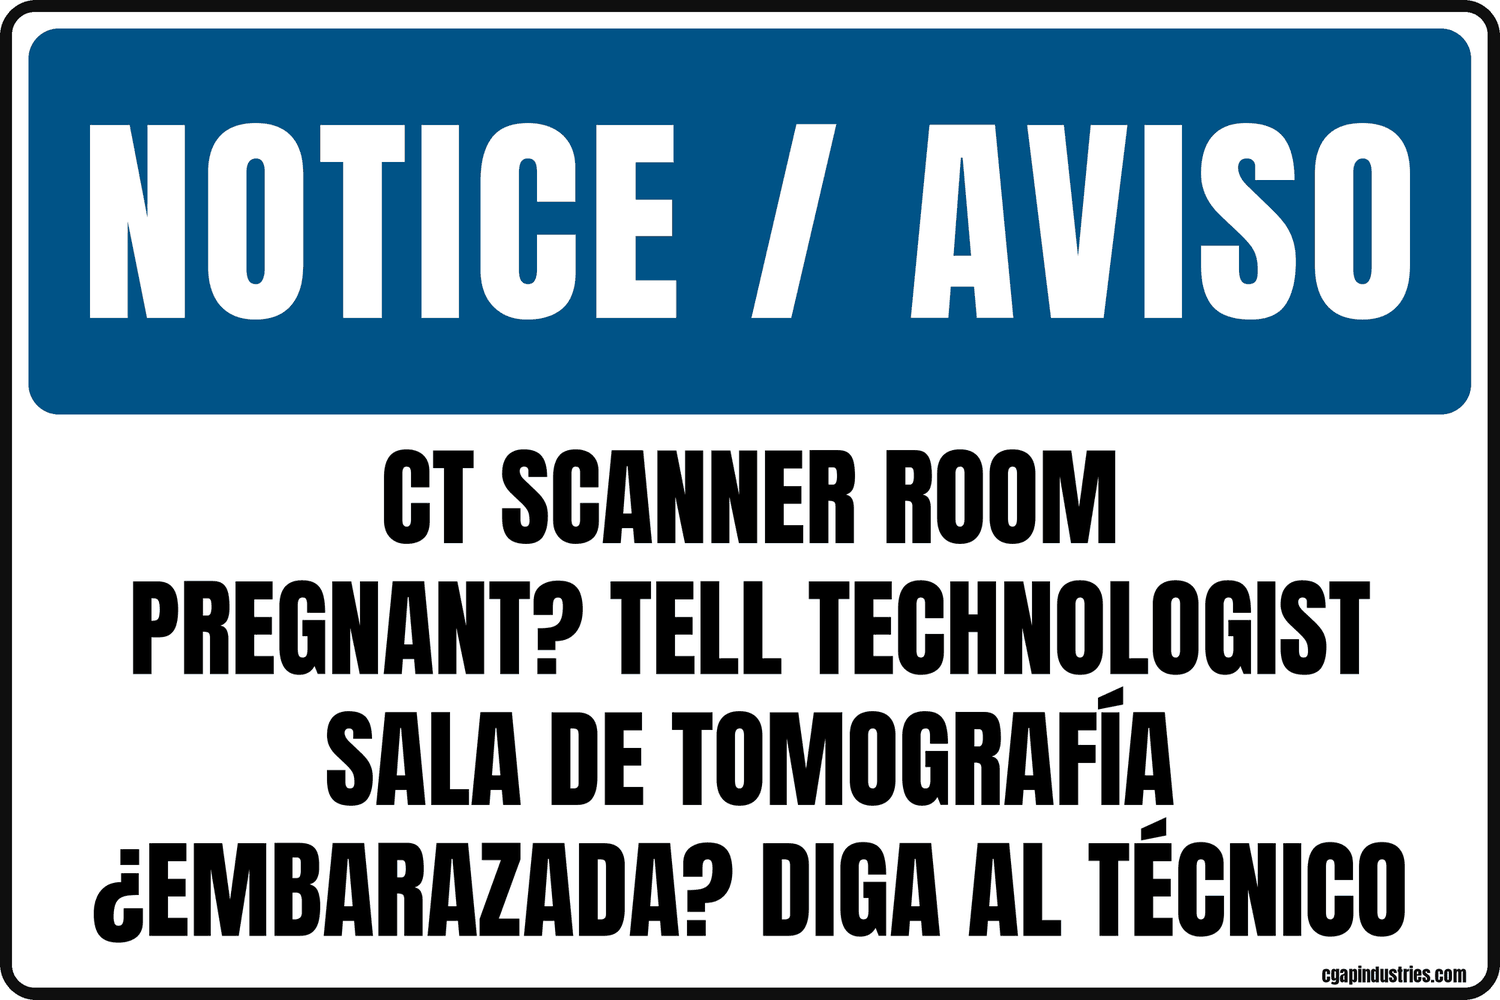 NOTICE / AVISO
CT SCANNER ROOM
PREGNANT? TELL TECHNOLOGIST
SALA DE TOMOGRAFÍA
¿EMBARAZADA? DIGA AL TÉCNICO
cgapindustries.com